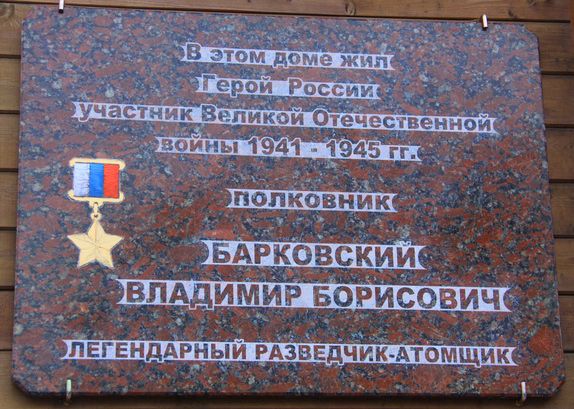 В этом доме жил
Герой России
участник Великой Отечественной
войны 1941 - 1945 гг.
ПОЛКОВНИК
БАРКОВСКИЙ
ВЛАДИМИР БОРИСОВИЧ
ЛЕГЕНДАРНЫЙ РАЗВЕДЧИК-АТОМЩИК